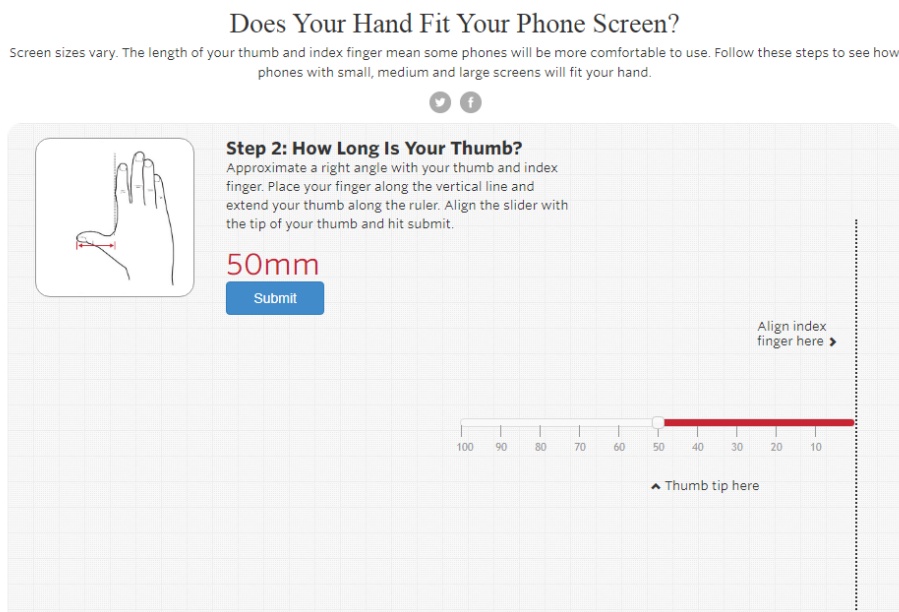 Does Your Hand Fit Your Phone Screen?
Screen sizes vary. The length of your thumb and index finger mean some phones will be more comfortable to use. Follow these steps to see how
phones with small, medium and large screens will fit your hand.
Step 2: How Long Is Your Thumb?
Approximate a right angle with your thumb and index
finger. Place your finger along the vertical line and
extend your thumb along the ruler. Align the slider with
the tip of your thumb and hit submit.
50mm
Submit
Align index
finger here
100 90 80 70 60 50 40 30 20 10
Thumb tip here